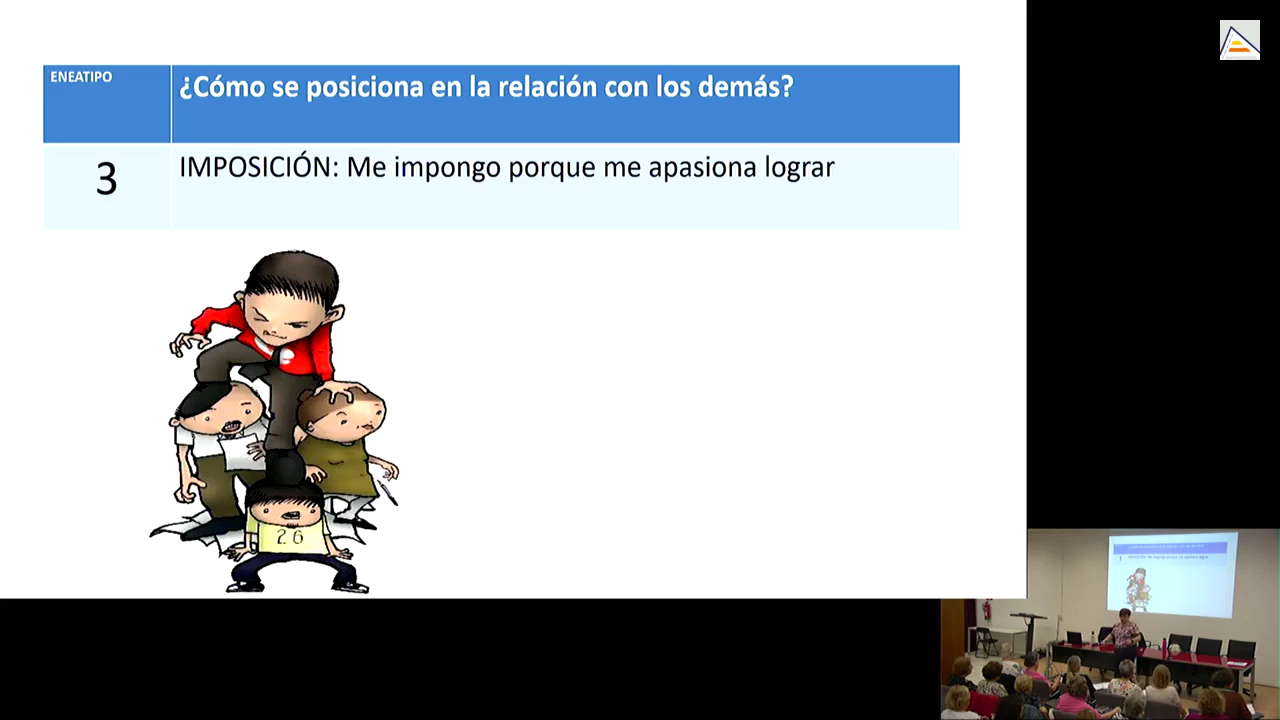 ENEATIPO
¿Cómo se posiciona en la relación con los demás?
3
IMPOSICIÓN: Me impongo porque me apasiona lograr
26